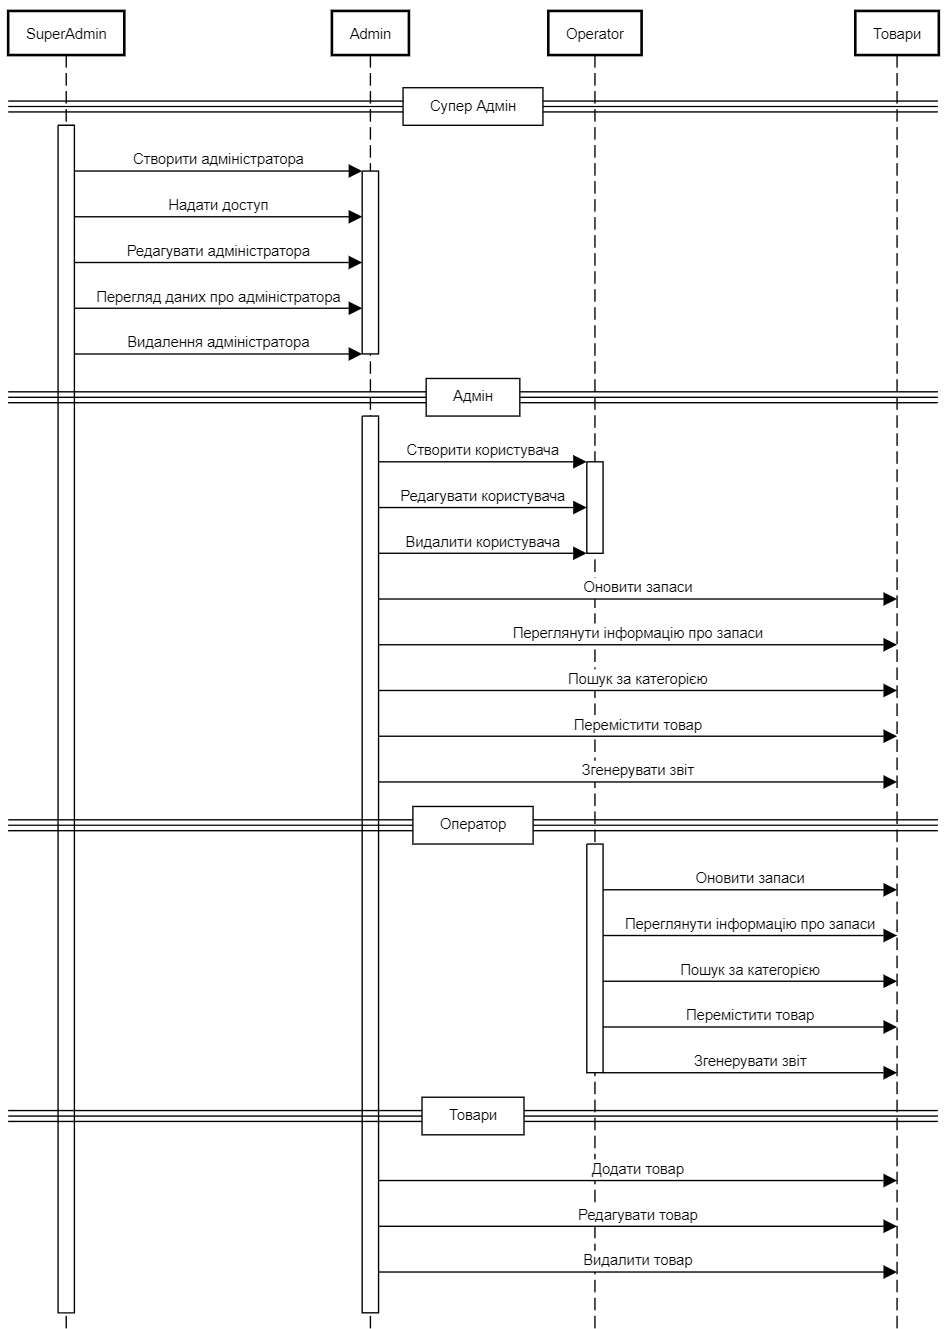 SuperAdmin
Admin
Operator
Товари
Супер Адмін
Створити адміністратора
Надати доступ
Редагувати адміністратора
Перегляд даних про адміністратора
Видалення адміністратора
Адмін
Створити користувача
Редагувати користувача
Видалити користувача
Оновити запаси
Переглянути інформацію про запаси
Пошук за категорією
Перемістити товар
Згенерувати звіт
Оператор
Оновити запаси
Переглянути інформацію про запаси
Пошук за категорією
Перемістити товар
Згенерувати звіт
Товари
Додати товар
Редагувати товар
Видалити товар